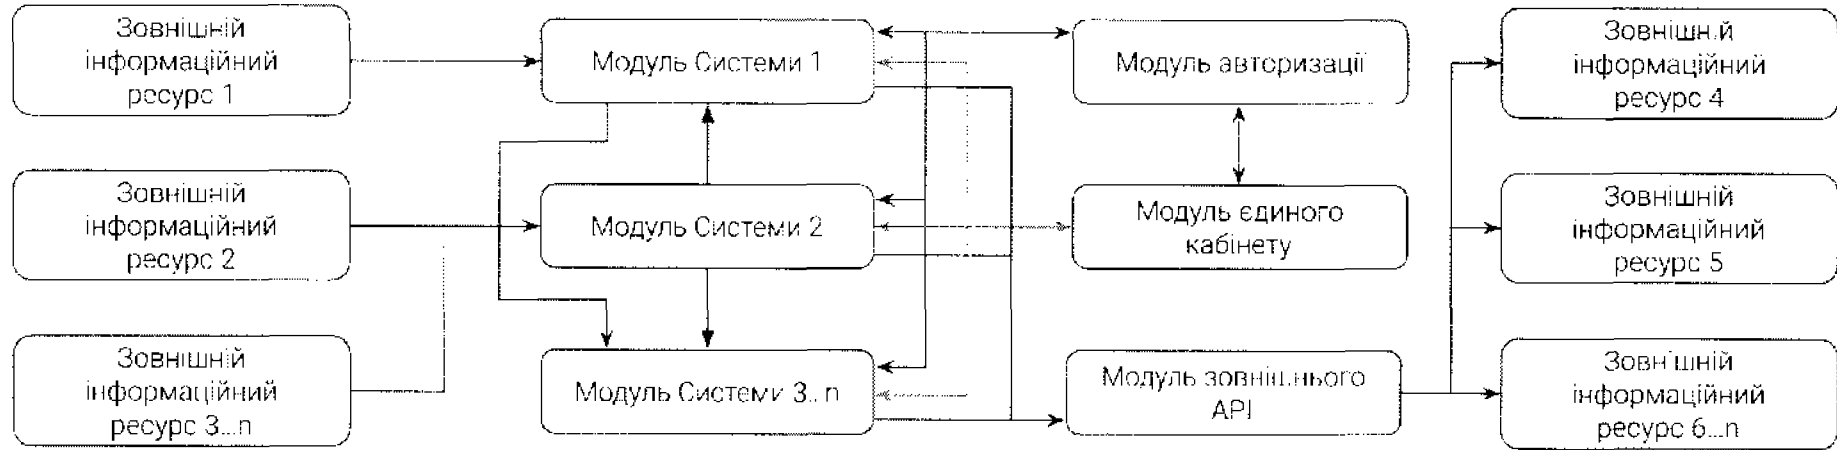 Зовнішній
інформаційний
ресурс 1
Модуль Системи 1
Модуль авторизації
Зовнішній
інформаційний
ресурс 4
Зовнішній
інформаційний
ресурс 2
Модуль Системи 2
Модуль єдиного
кабінету
Зовнішній
інформаційний
ресурс 5
Зовнішній
інформаційний
ресурс 3...n
Модуль Системи 3...n
Модуль зовнішнього
АРІ
Зовнішній
інформаційний
ресурс 6...n